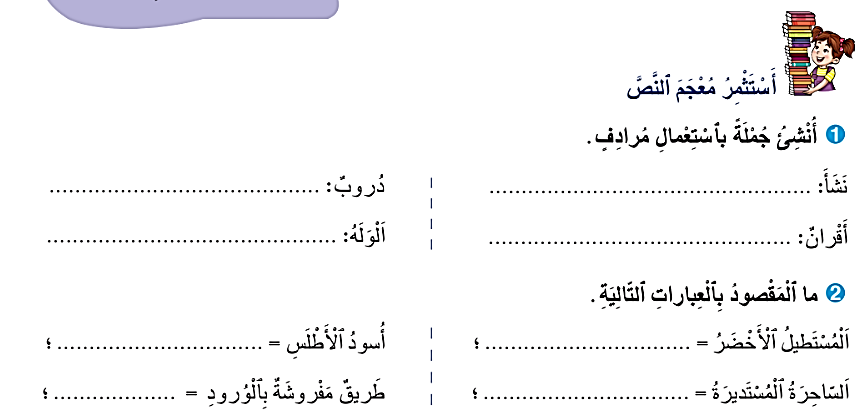 أَسْتَثْمِرُ مُعْجَمَ ٱلنَّصَّ
1 أُنْشِئُ جُمْلَةً بِٱسْتِعْمالِ مُرادِفٍ.
نَشَأَ: .............................................. دُروبٌ: ..........................................
أَقْرانٌ: .............................................. اَلْوَلَهُ: ..........................................
2 ما ٱلْمَقْصودُ بِٱلْعِباراتِ ٱلتَّالِيَةِ.
اَلْمُسْتَطيلُ ٱلْأَخْضَرُ = .............................. ؛ أُسودُ ٱلْأَطْلَسِ = .............................. ؛
اَلسّاحِرَةُ ٱلْمُسْتَديرَةُ = .............................. ؛ طَريقٌ مَفْروشَةٌ بِٱلْوُرودِ = ................... ؛